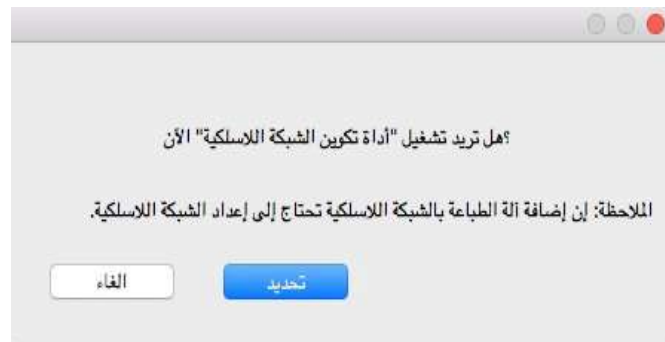 ؟هل تريد تشغيل "أداة تكوين الشبكة اللاسلكية" الآن
الملاحظة: إن إضافة آلة الطباعة بالشبكة اللاسلكية تحتاج إلى إعداد الشبكة اللاسلكية.
تحديد
الغاء